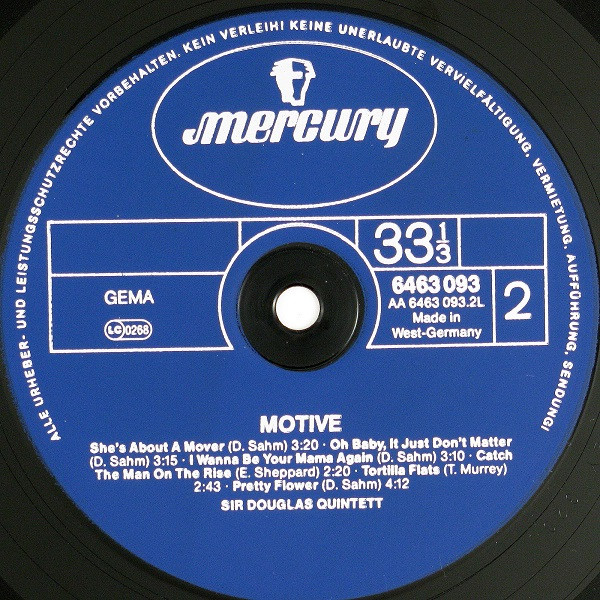 ALLE URHEBER- UND LEISTUNGSSCHUTZRECHTE VORBEHALTEN. KEIN VERLEIH! KEINE UNERLAUBTE VERVIELFÄLTIGUNG, VERMIETUNG, AUFFÜHRUNG, SENDUNG!
mercury
33 1/3
GEMA
6463 093
AA 6463 093.2L
Made in
West-Germany
2
LC 0268
MOTIVE
She's About A Mover (D. Sahm) 3:20 · Oh Baby, It Just Don't Matter
(D. Sahm) 3:15 · I Wanna Be Your Mama Again (D. Sahm) 3:10 · Catch
The Man On The Rise (E. Sheppard) 2:20 · Tortilla Flats (T. Murrey)
2:43 · Pretty Flower (D. Sahm) 4:12
SIR DOUGLAS QUINTETT